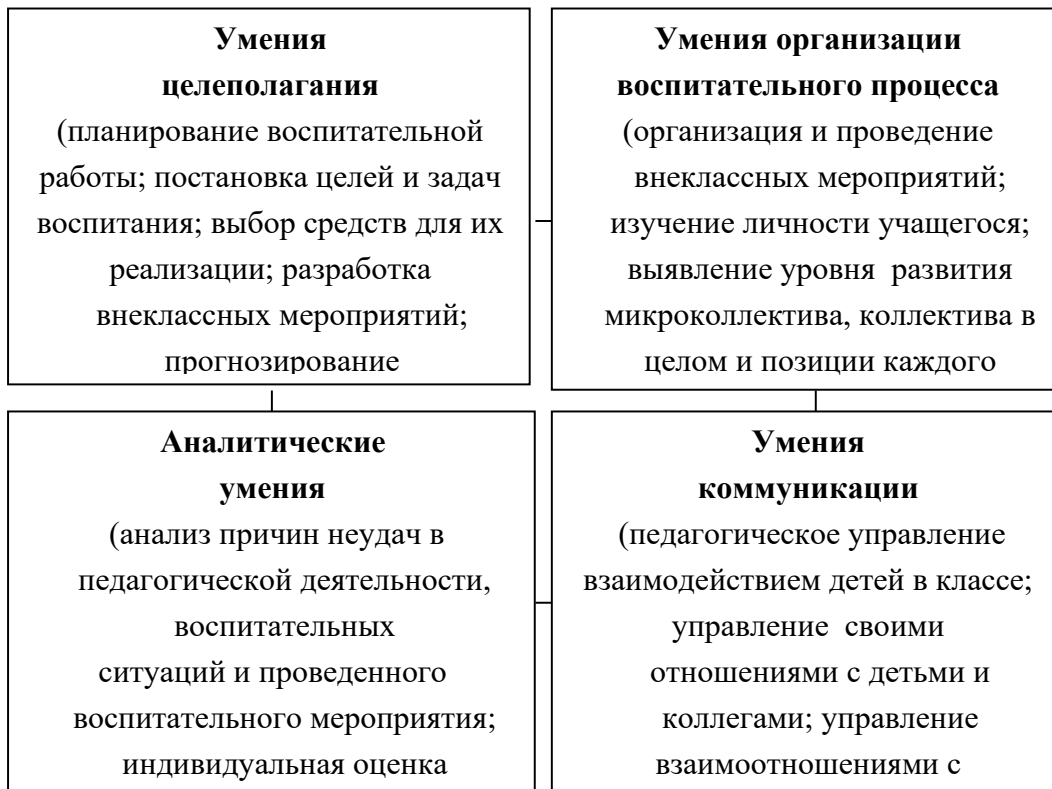 Умения
целеполагания
(планирование воспитательной
работы; постановка целей и задач
воспитания; выбор средств для их
реализации; разработка
внеклассных мероприятий;
прогнозирование
Умения организации
воспитательного процесса
(организация и проведение
внеклассных мероприятий;
изучение личности учащегося;
выявление уровня развития
микроколлектива, коллектива в
целом и позиции каждого
Аналитические
умения
(анализ причин неудач в
педагогической деятельности,
воспитательных
ситуаций и проведенного
воспитательного мероприятия;
индивидуальная оценка
Умения
коммуникации
(педагогическое управление
взаимодействием детей в классе;
управление своими
отношениями с детьми и
коллегами; управление
взаимоотношениями с